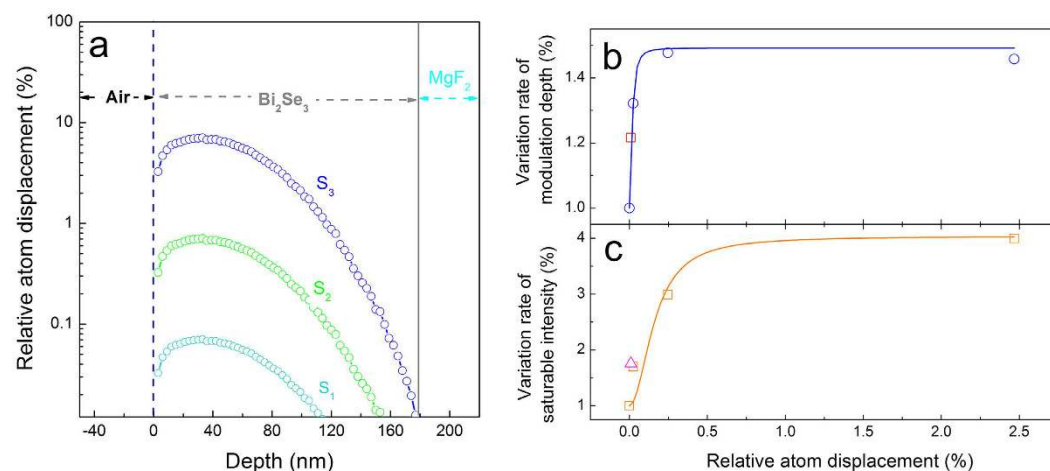 a
Air
Bi₂Se₃
MgF₂
S₃
S₂
S₁
100
10
1
0.1
-40 0 40 80 120 160 200
Relative atom displacement (%)
Depth (nm)
b
1.4
1.2
1.0
Variation rate of
modulation depth (%)
c
4
3
2
1
Variation rate of
saturable intensity (%)
0.0 0.5 1.0 1.5 2.0 2.5
Relative atom displacement (%)